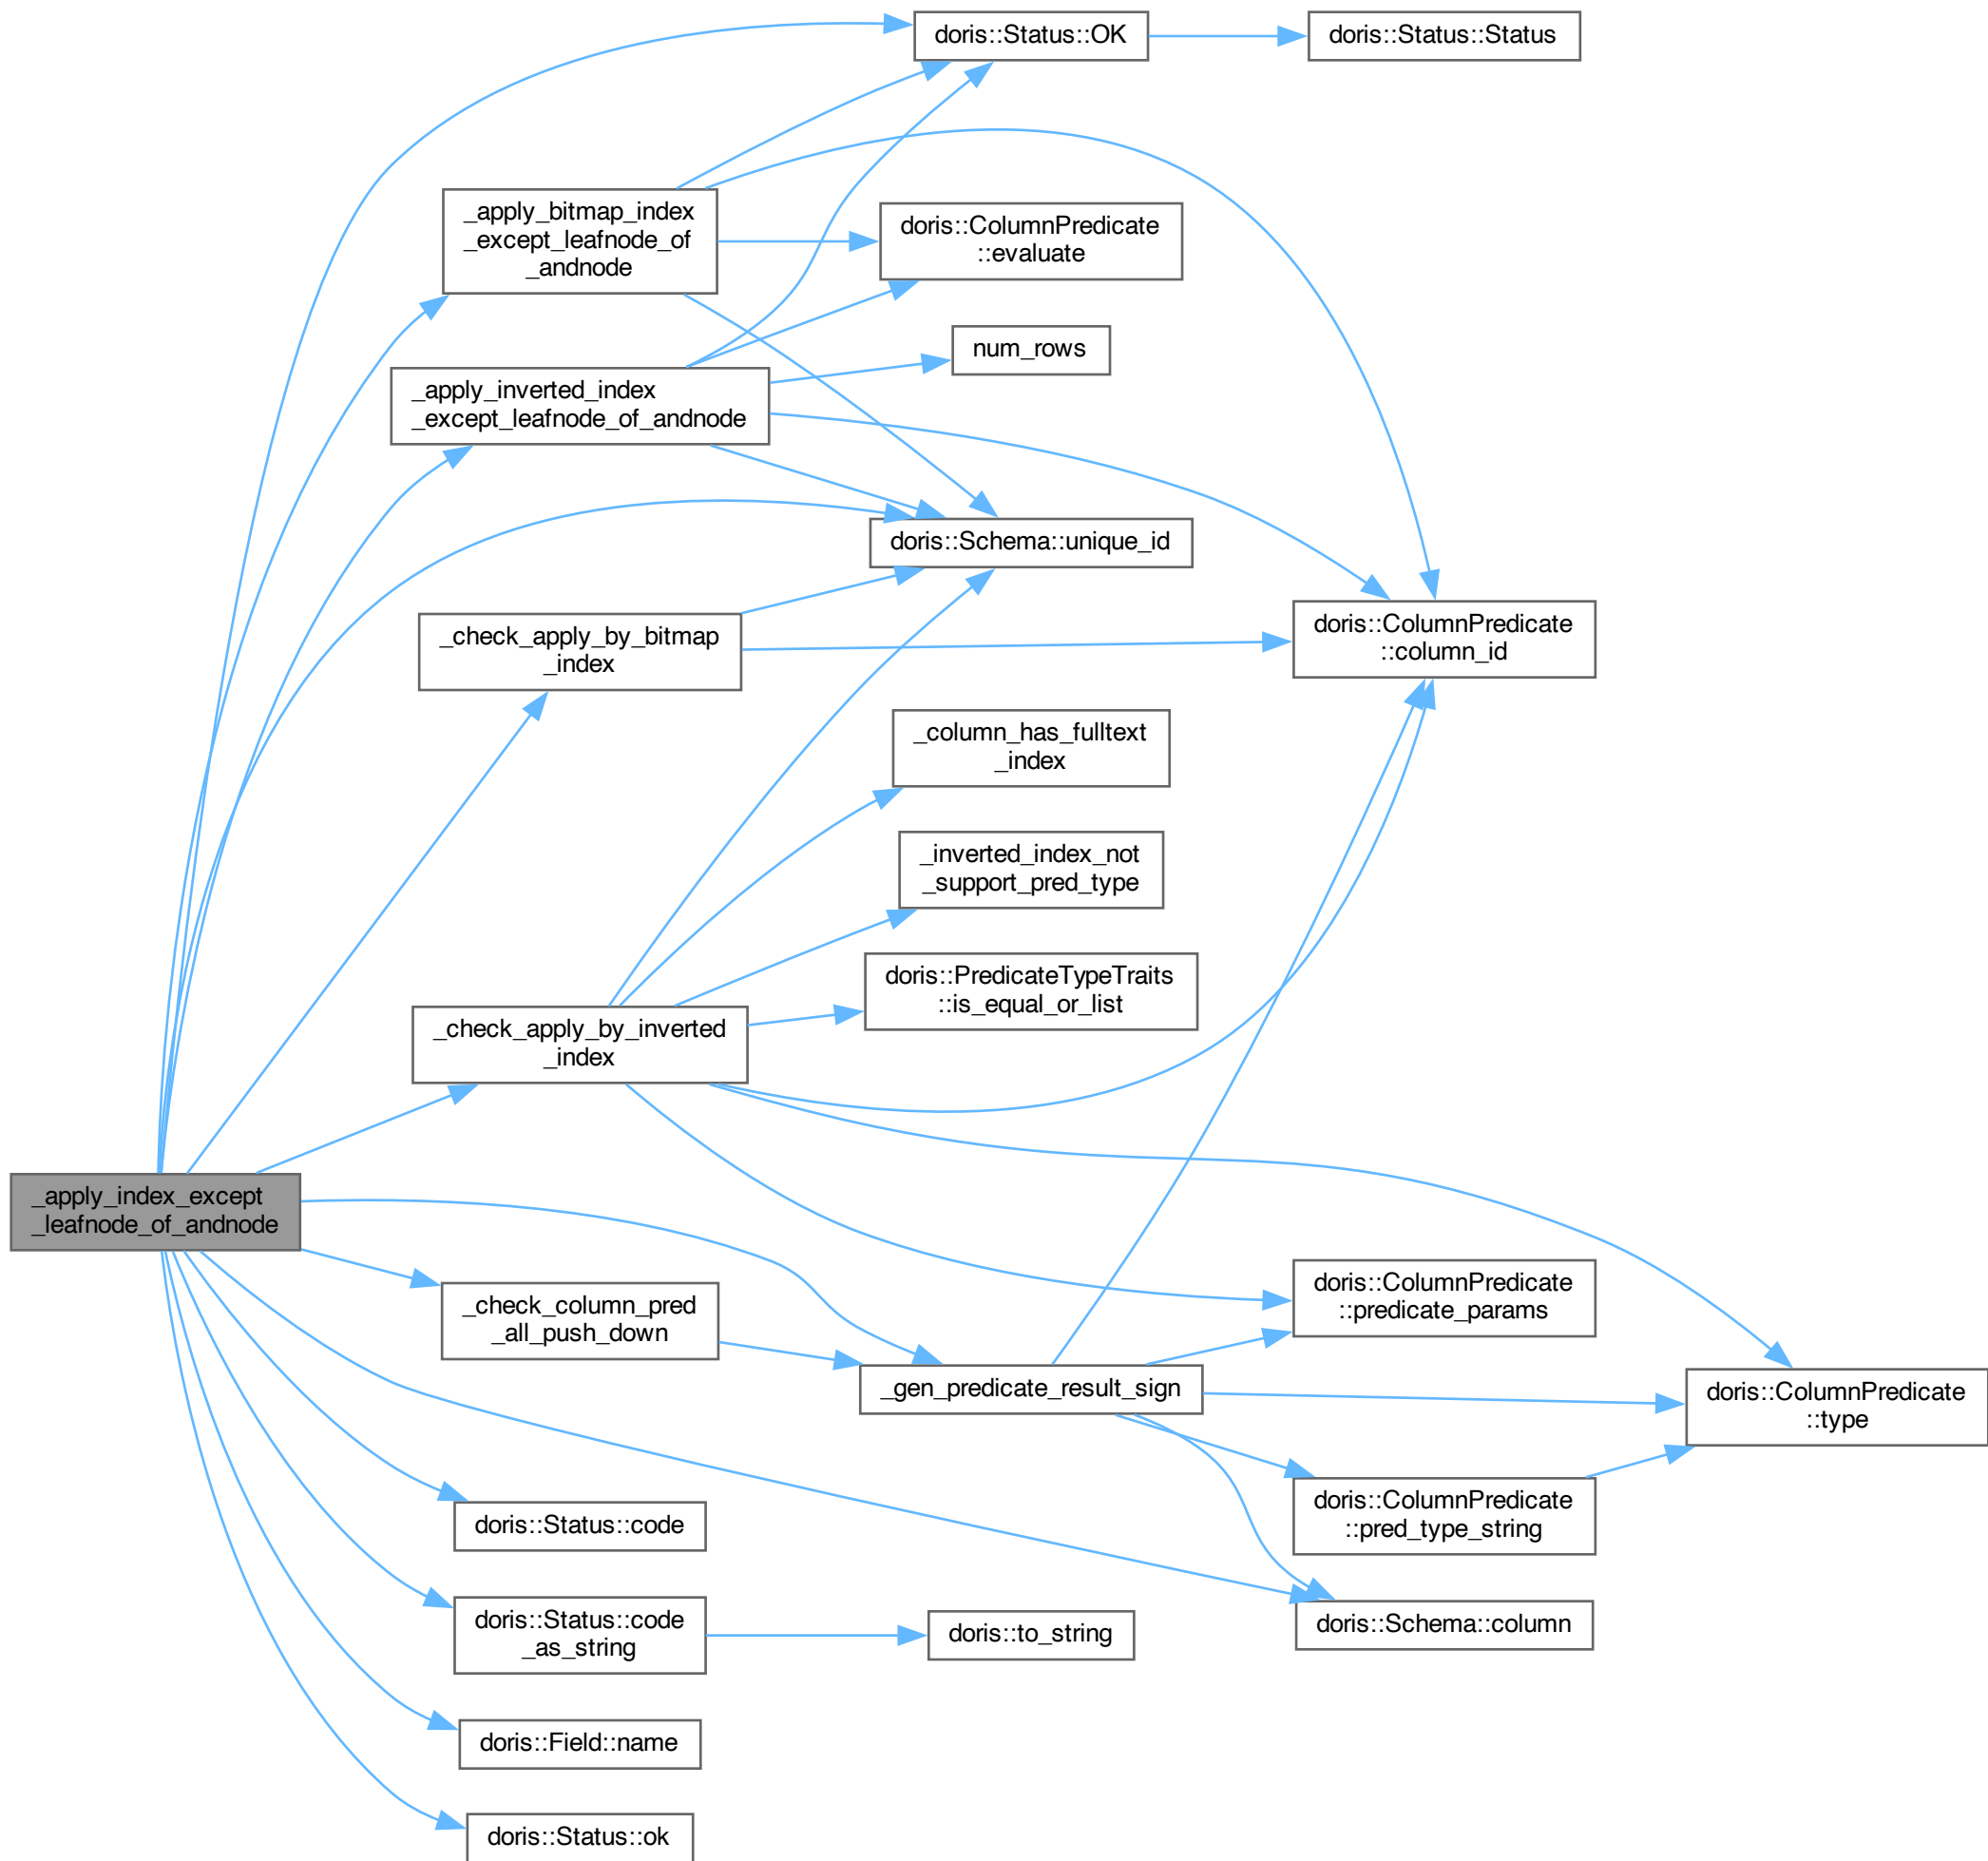 doris::Status::OK
doris::Status::Status
_apply_bitmap_index
_except_leafnode_of
_andnode
doris::ColumnPredicate
::evaluate
num_rows
_apply_inverted_index
_except_leafnode_of_andnode
doris::Schema::unique_id
_check_apply_by_bitmap
_index
doris::ColumnPredicate
::column_id
_column_has_fulltext
_index
_inverted_index_not
_support_pred_type
doris::PredicateTypeTraits
::is_equal_or_list
_check_apply_by_inverted
_index
_apply_index_except
_leafnode_of_andnode
_check_column_pred
_all_push_down
doris::ColumnPredicate
::predicate_params
_gen_predicate_result_sign
doris::ColumnPredicate
::type
doris::ColumnPredicate
::pred_type_string
doris::Status::code
doris::Status::code
_as_string
doris::to_string
doris::Schema::column
doris::Field::name
doris::Status::ok